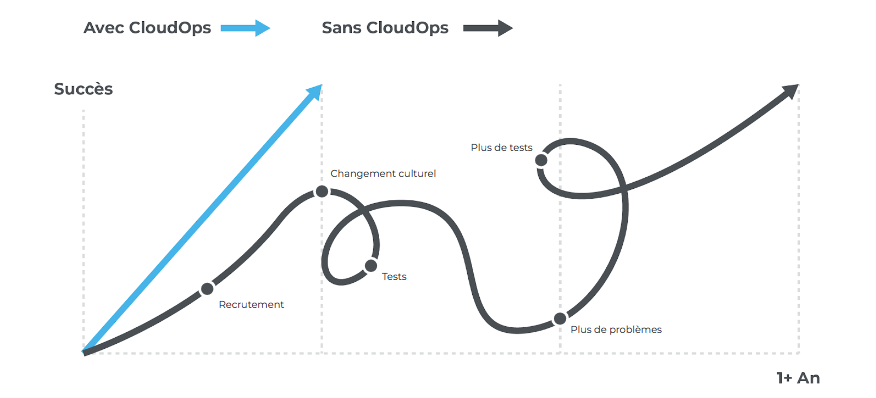 Avec CloudOps
Sans CloudOps
Succès
Plus de tests
Changement culturel
Tests
Recrutement
Plus de problèmes
1+ An